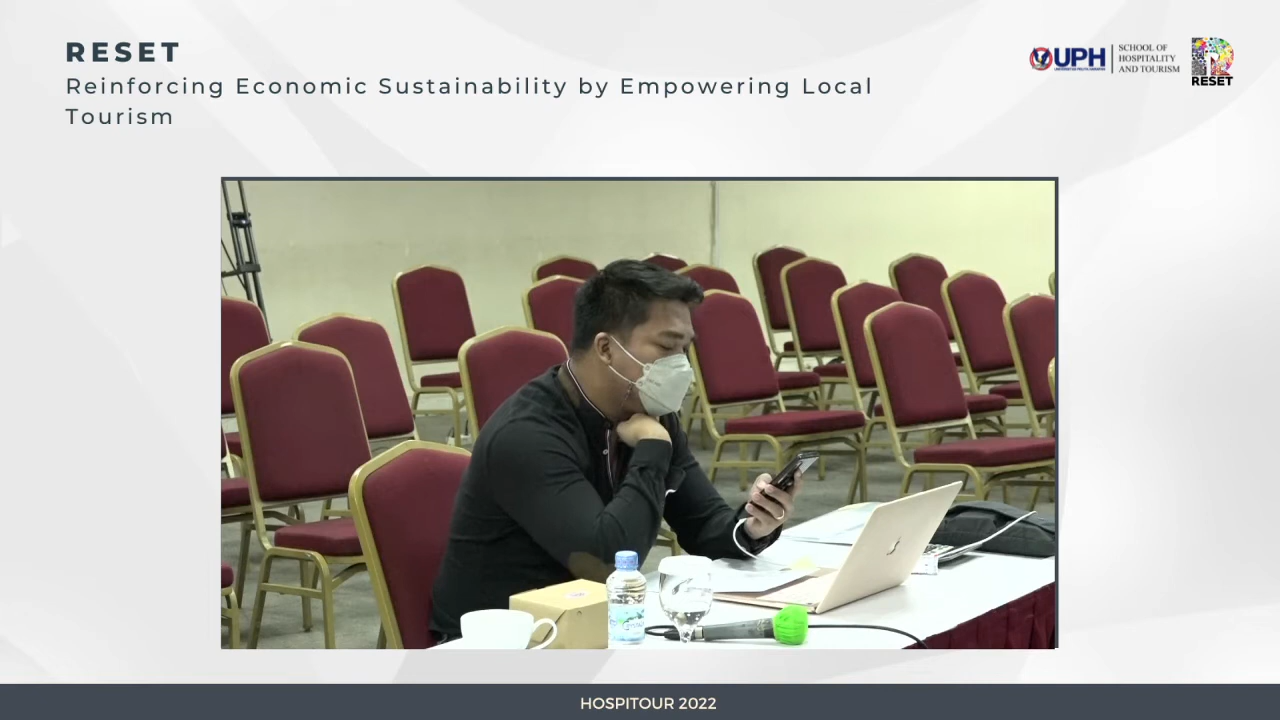 RESET
Reinforcing Economic Sustainability by Empowering Local
Tourism
UPH
SCHOOL OF
HOSPITALITY
AND TOURISM
RESET
HOSPITOUR 2022